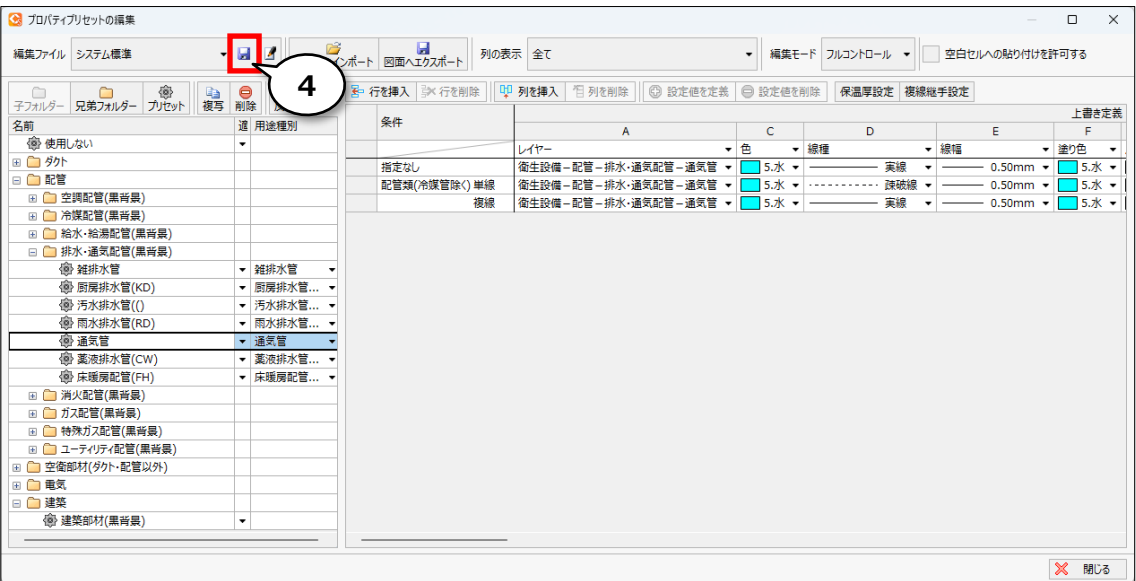 プロパティプリセットの編集
編集ファイル システム標準 ンポート 図面へエクスポート 列の表示 全て 編集モード フルコントロール 空白セルへの貼り付けを許可する
4
子フォルダー 兄弟フォルダー プリセット 複写 削除 行を挿入 行を削除 列を挿入 列を削除 設定値を定義 設定値を削除 保温厚設定 複線継手設定
名前 適 用途種別
条件 上書き定義
A C D E F
レイヤー 色 線種 線幅 塗り色
指定なし 衛生設備-配管-排水・通気配管-通気管 5.水 実線 0.50mm 5.水
配管類(冷媒管除く) 単線 衛生設備-配管-排水・通気配管-通気管 5.水 疎破線 0.50mm 5.水
複線 衛生設備-配管-排水・通気配管-通気管 5.水 実線 0.50mm 5.水
使用しない
ダクト
配管
空調配管(黒背景)
冷媒配管(黒背景)
給水・給湯配管(黒背景)
排水・通気配管(黒背景)
雑排水管 雑排水管
厨房排水管(KD) 厨房排水管...
汚水排水管(() 汚水排水管...
雨水排水管(RD) 雨水排水管...
通気管 通気管
薬液排水管(CW) 薬液排水管...
床暖房配管(FH) 床暖房配管...
消火配管(黒背景)
ガス配管(黒背景)
特殊ガス配管(黒背景)
ユーティリティ配管(黒背景)
空衛部材(ダクト・配管以外)
電気
建築
建築部材(黒背景)
閉じる